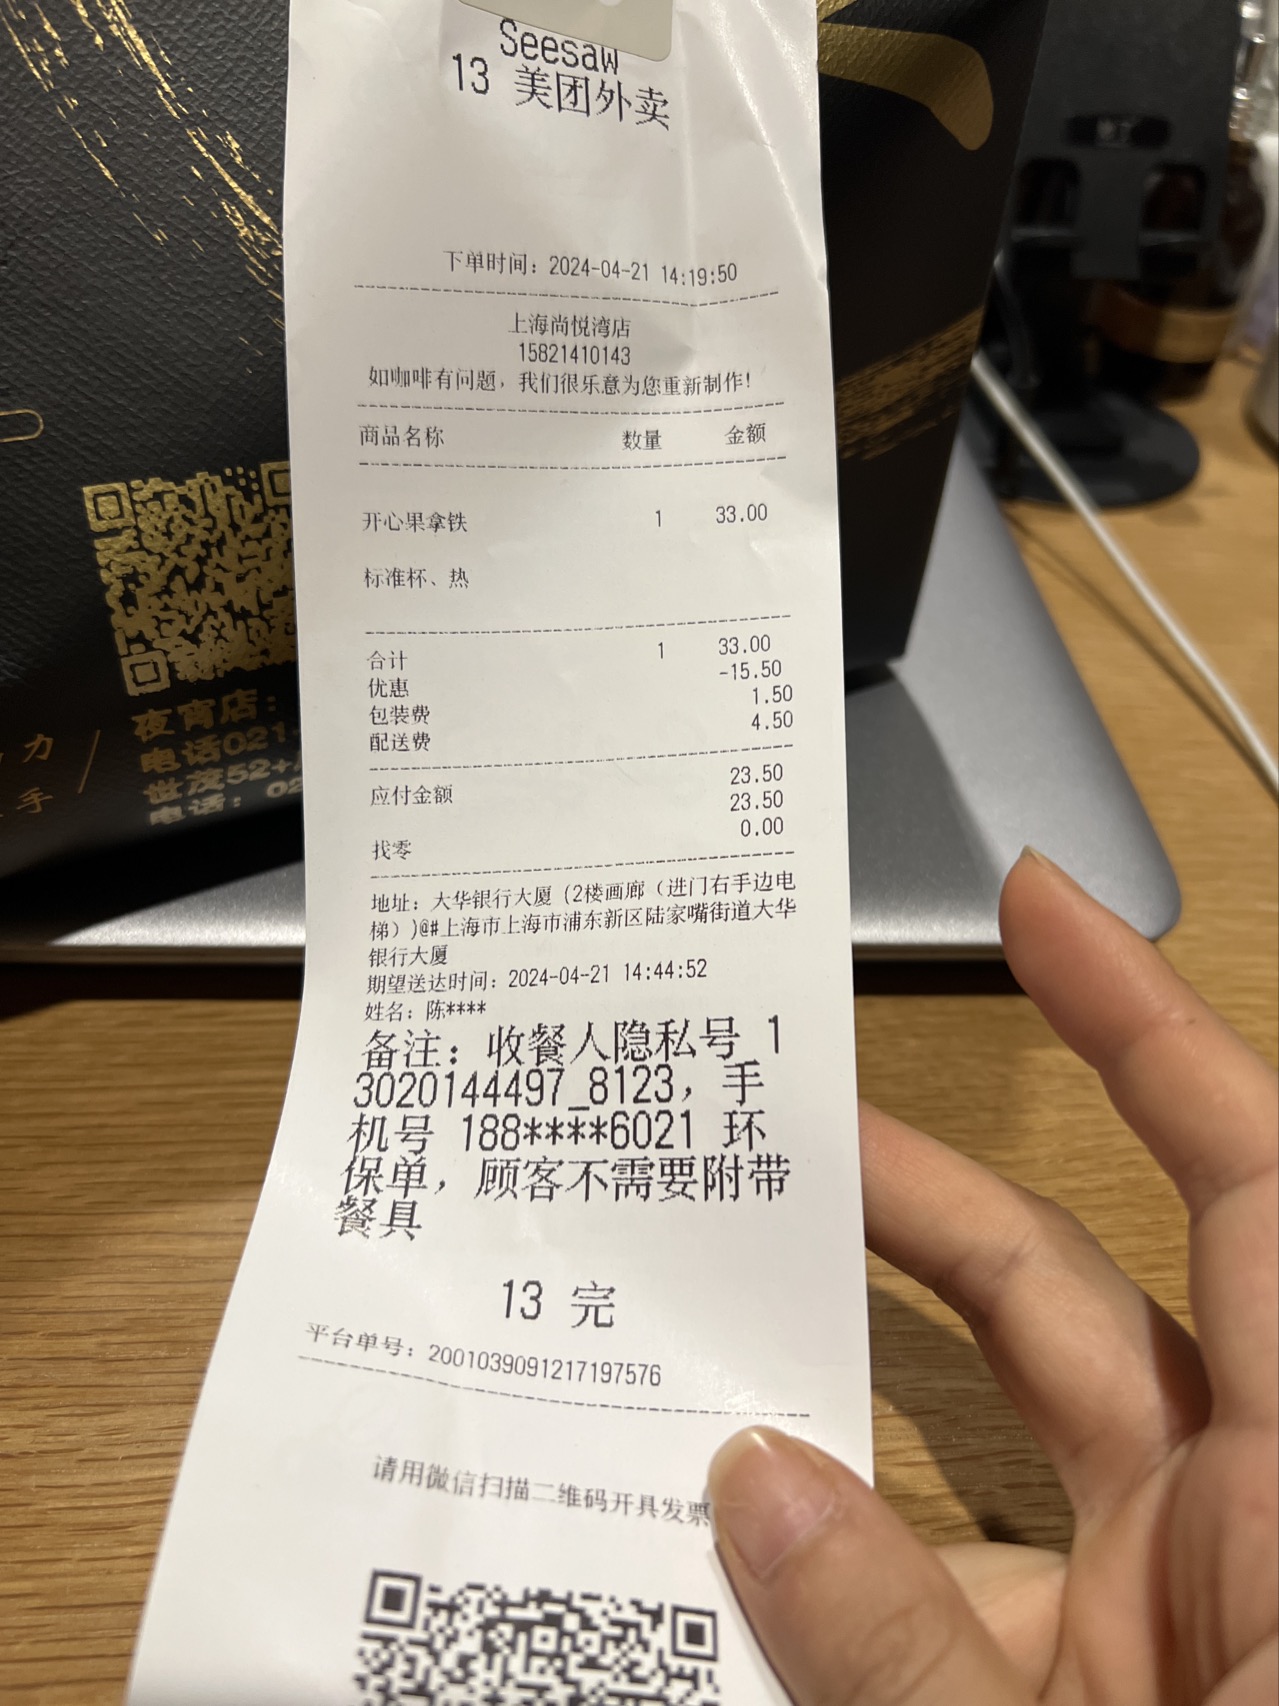 Seesaw
13 美团外卖
下单时间：2024-04-21 14:19:50
上海尚悦湾店
15821410143
如咖啡有问题，我们很乐意为您重新制作！
商品名称 数量 金额
开心果拿铁 1 33.00
标准杯、热
合计 1 33.00
优惠 -15.50
包装费 1.50
配送费 4.50
应付金额 23.50
23.50
找零 0.00
地址：大华银行大厦（2楼画廊（进门右手边电
梯））@#上海市上海市浦东新区陆家嘴街道大华
银行大厦
期望送达时间：2024-04-21 14:44:52
姓名：陈****
备注：收餐人隐私号 1
3020144497_8123，手
机号 188****6021 环
保单，顾客不需要附带
餐具
13 完
平台单号：2001039091217197576
请用微信扫描二维码开具发票
力
手
夜宵店：
电话021
世茂52+
电话：02